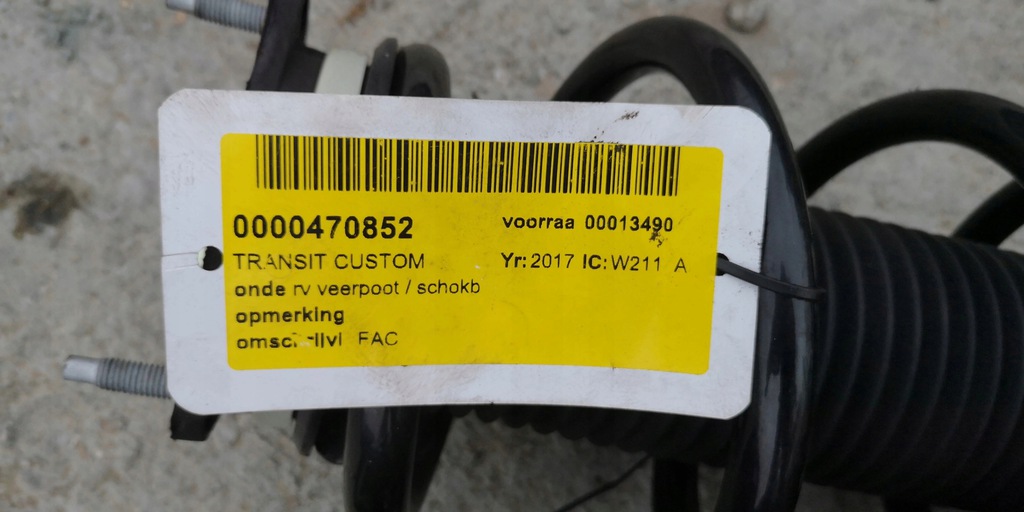 0000470852 voorraa 00013490
TRANSIT CUSTOM Yr: 2017 IC: W211 A
onde rv veerpoot / schokb
opmerking
FAC